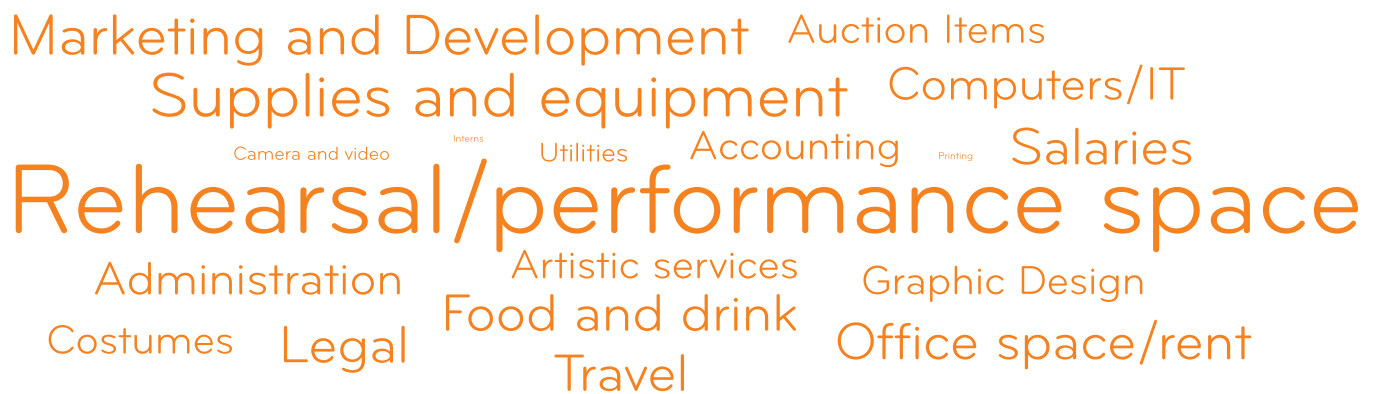 Marketing and Development
Auction Items
Supplies and equipment
Computers/IT
Camera and video
Interns
Utilities
Accounting
Printing
Salaries
Rehearsal/performance space
Administration
Artistic services
Graphic Design
Costumes
Legal
Food and drink
Office space/rent
Travel